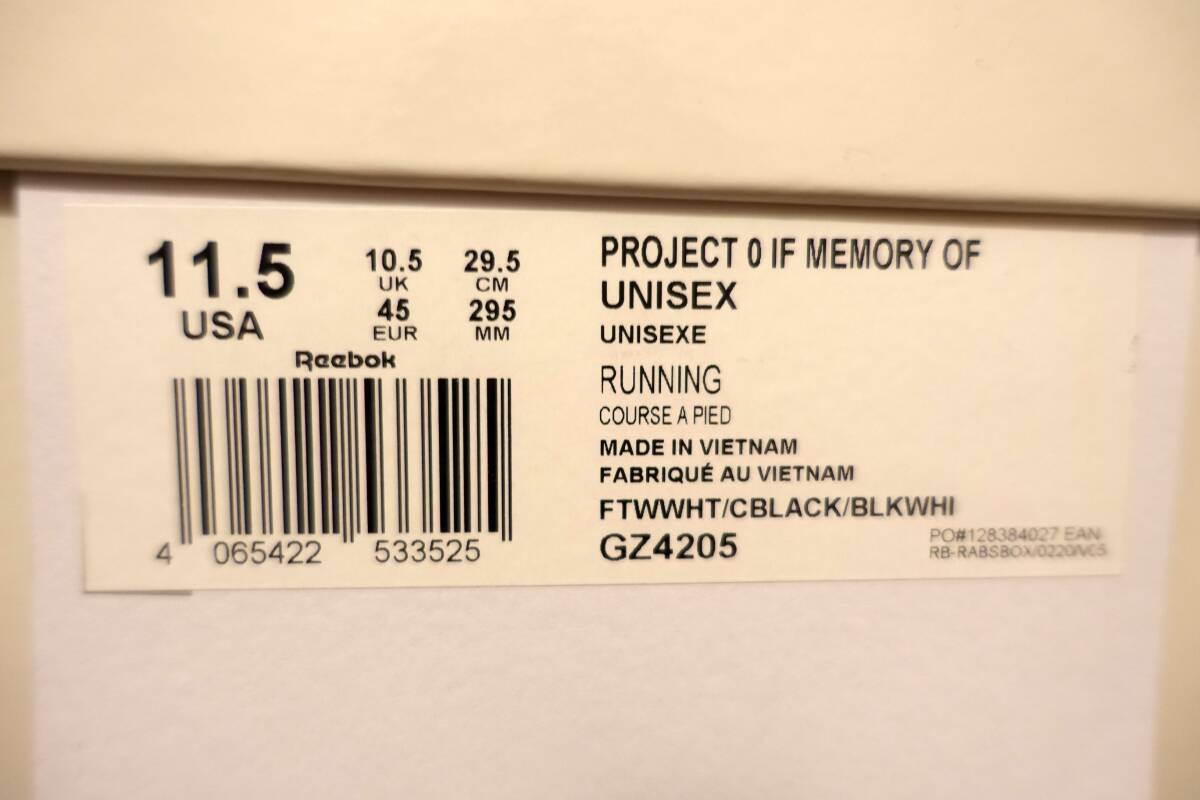 11.5
USA
10.5
UK
45
EUR
29.5
CM
295
MM
Reebok
4 065422 533525
PROJECT 0 IF MEMORY OF
UNISEX
UNISEXE
RUNNING
COURSE A PIED
MADE IN VIETNAM
FABRIQUÉ AU VIETNAM
FTWWHT/CBLACK/BLKWHI
GZ4205
PO#128384027 EAN
RB-RABSBOX/0220/V05